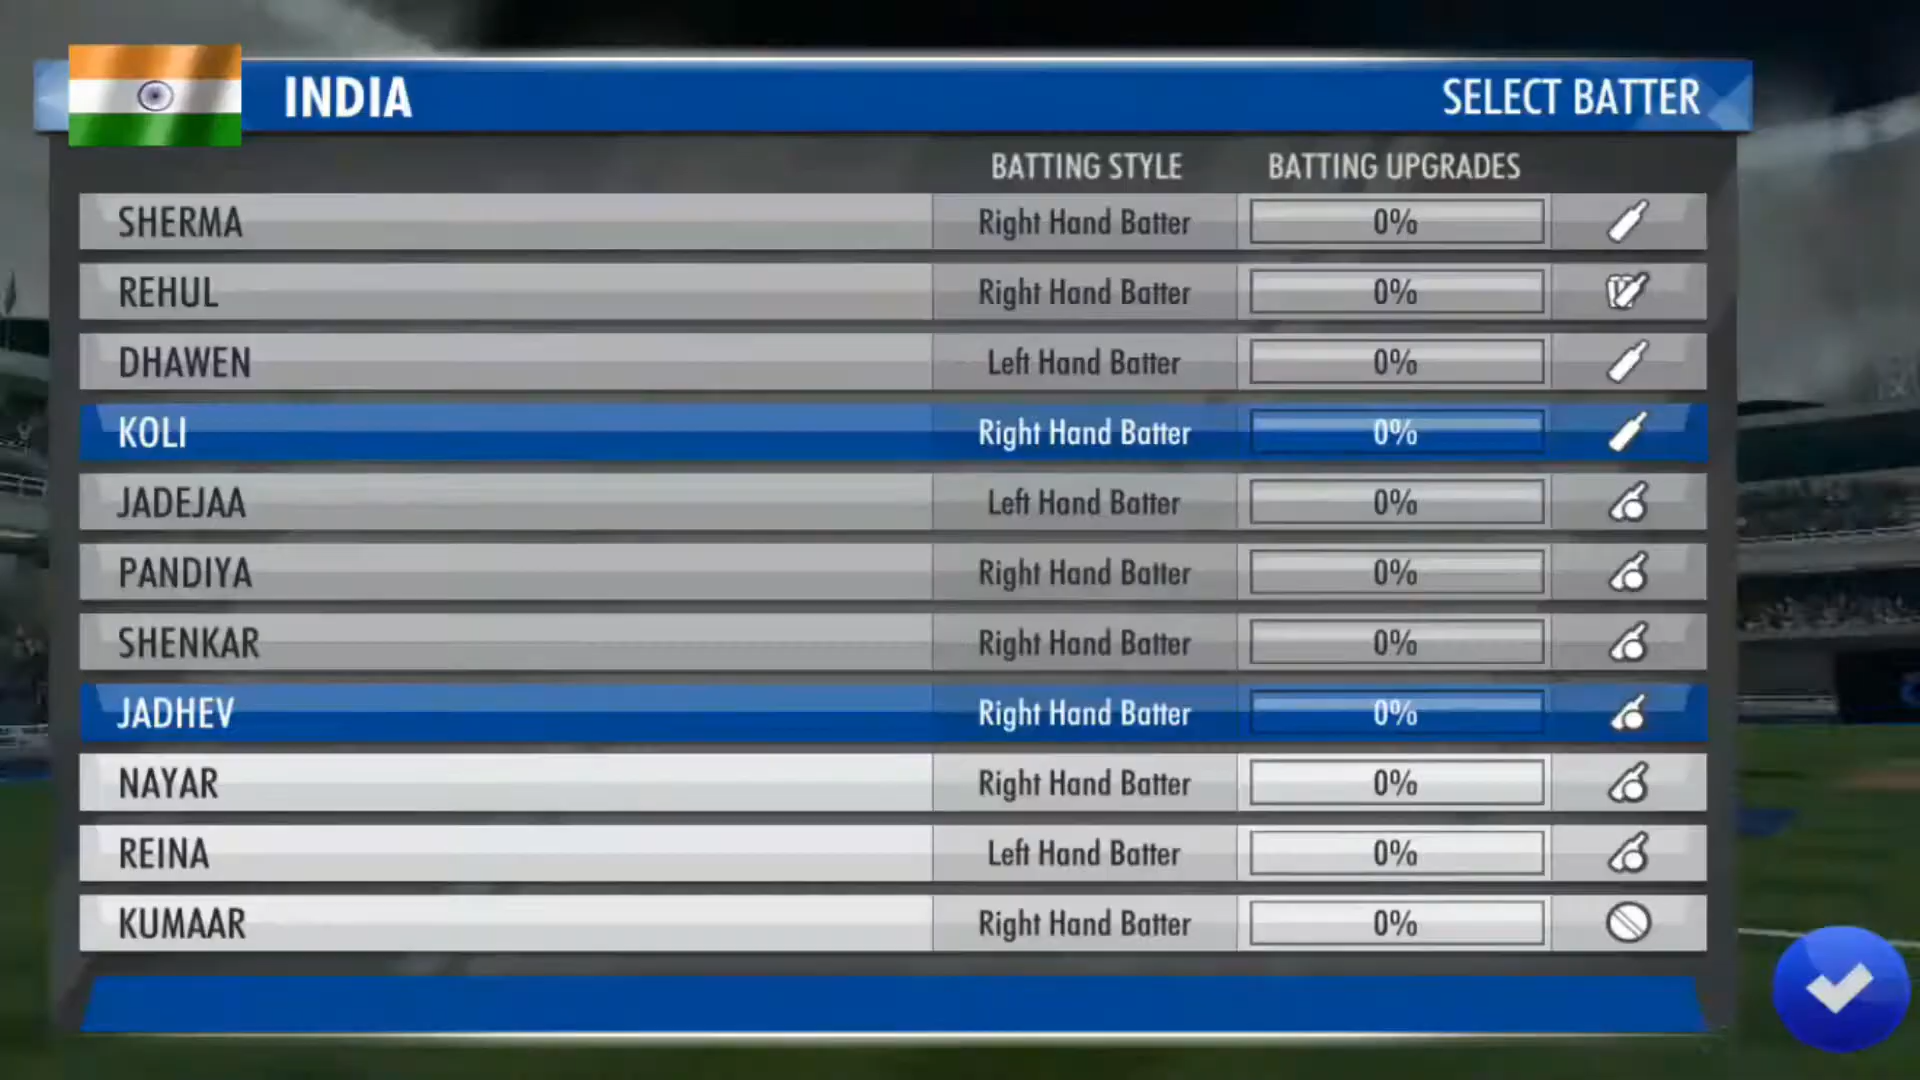 INDIA SELECT BATTER
BATTING STYLE BATTING UPGRADES
SHERMA Right Hand Batter 0%
REHUL Right Hand Batter 0%
DHAWEN Left Hand Batter 0%
KOLI Right Hand Batter 0%
JADEJAA Left Hand Batter 0%
PANDIYA Right Hand Batter 0%
SHENKAR Right Hand Batter 0%
JADHEV Right Hand Batter 0%
NAYAR Right Hand Batter 0%
REINA Left Hand Batter 0%
KUMAAR Right Hand Batter 0%